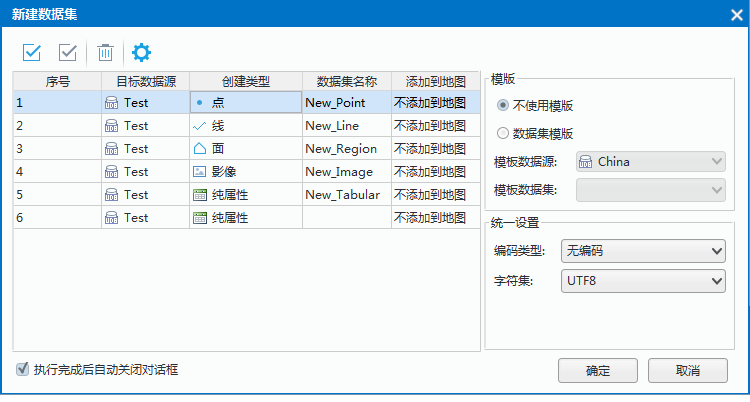 新建数据集
序号 目标数据源 创建类型 数据集名称 添加到地图
1 Test 点 New_Point 不添加到地图
2 Test 线 New_Line 不添加到地图
3 Test 面 New_Region 不添加到地图
4 Test 影像 New_Image 不添加到地图
5 Test 纯属性 New_Tabular 不添加到地图
6 Test 纯属性 不添加到地图
模版
不使用模版
数据集模版
模板数据源: China
模板数据集:
统一设置
编码类型: 无编码
字符集: UTF8
执行完成后自动关闭对话框
确定 取消